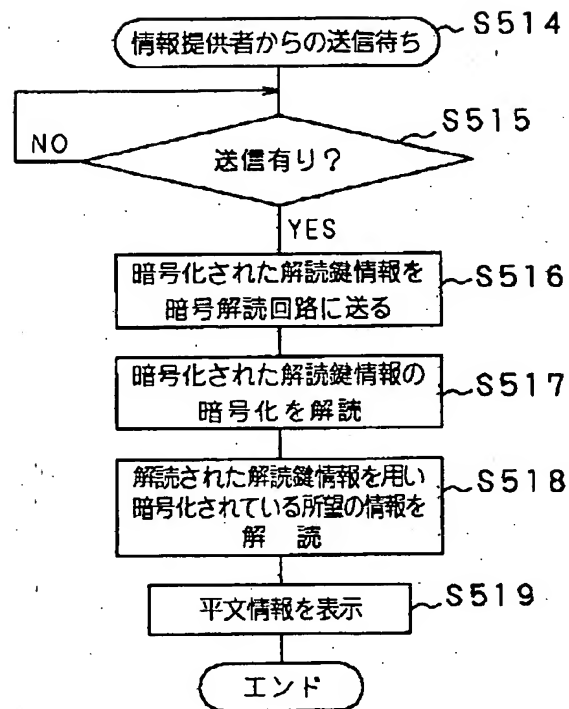 情報提供者からの送信待ち
S514
S515
NO
送信有り?
YES
暗号化された解読鍵情報を
暗号解読回路に送る
S516
暗号化された解読鍵情報の
暗号化を解読
S517
解読された解読鍵情報を用い
暗号化されている所望の情報を
解 読
S518
平文情報を表示
S519
エンド